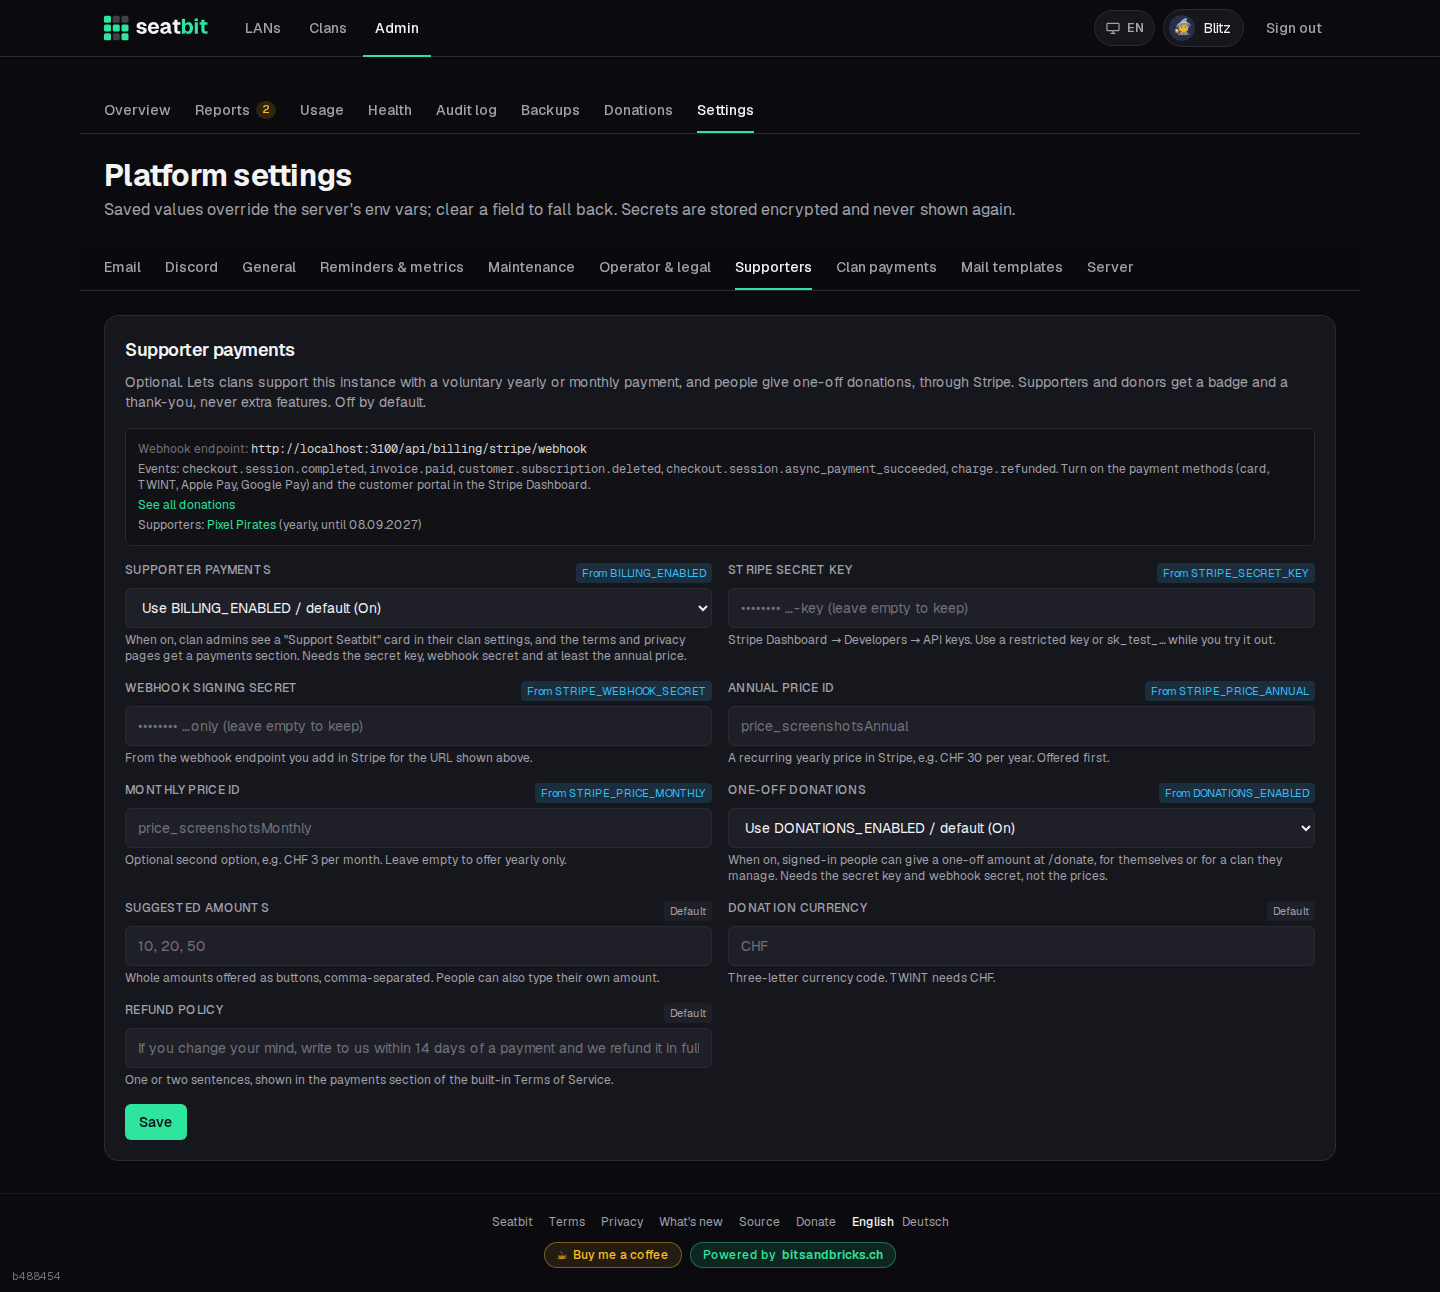 seatbit LANs Clans Admin EN Blitz Sign out
Overview Reports 2 Usage Health Audit log Backups Donations Settings
Platform settings
Saved values override the server's env vars; clear a field to fall back. Secrets are stored encrypted and never shown again.
Email Discord General Reminders & metrics Maintenance Operator & legal Supporters Clan payments Mail templates Server
Supporter payments
Optional. Lets clans support this instance with a voluntary yearly or monthly payment, and people give one-off donations, through Stripe. Supporters and donors get a badge and a
thank-you, never extra features. Off by default.
Webhook endpoint: http://localhost:3100/api/billing/stripe/webhook
Events: checkout.session.completed, invoice.paid, customer.subscription.deleted, checkout.session.async_payment_succeeded, charge.refunded. Turn on the payment methods (card,
TWINT, Apple Pay, Google Pay) and the customer portal in the Stripe Dashboard.
See all donations
Supporters: Pixel Pirates (yearly, until 08.09.2027)
SUPPORTER PAYMENTS From BILLING_ENABLED
Use BILLING_ENABLED / default (On)
When on, clan admins see a "Support Seatbit" card in their clan settings, and the terms and privacy
pages get a payments section. Needs the secret key, webhook secret and at least the annual price.
STRIPE SECRET KEY From STRIPE_SECRET_KEY
•••••••• …-key (leave empty to keep)
Stripe Dashboard → Developers → API keys. Use a restricted key or sk_test_… while you try it out.
WEBHOOK SIGNING SECRET From STRIPE_WEBHOOK_SECRET
•••••••• …only (leave empty to keep)
From the webhook endpoint you add in Stripe for the URL shown above.
ANNUAL PRICE ID From STRIPE_PRICE_ANNUAL
price_screenshotsAnnual
A recurring yearly price in Stripe, e.g. CHF 30 per year. Offered first.
MONTHLY PRICE ID From STRIPE_PRICE_MONTHLY
price_screenshotsMonthly
Optional second option, e.g. CHF 3 per month. Leave empty to offer yearly only.
ONE-OFF DONATIONS From DONATIONS_ENABLED
Use DONATIONS_ENABLED / default (On)
When on, signed-in people can give a one-off amount at /donate, for themselves or for a clan they
manage. Needs the secret key and webhook secret, not the prices.
SUGGESTED AMOUNTS Default
10, 20, 50
Whole amounts offered as buttons, comma-separated. People can also type their own amount.
DONATION CURRENCY Default
CHF
Three-letter currency code. TWINT needs CHF.
REFUND POLICY Default
If you change your mind, write to us within 14 days of a payment and we refund it in full
One or two sentences, shown in the payments section of the built-in Terms of Service.
Save
Seatbit Terms Privacy What's new Source Donate English Deutsch
Buy me a coffee Powered by bitsandbricks.ch
b488454